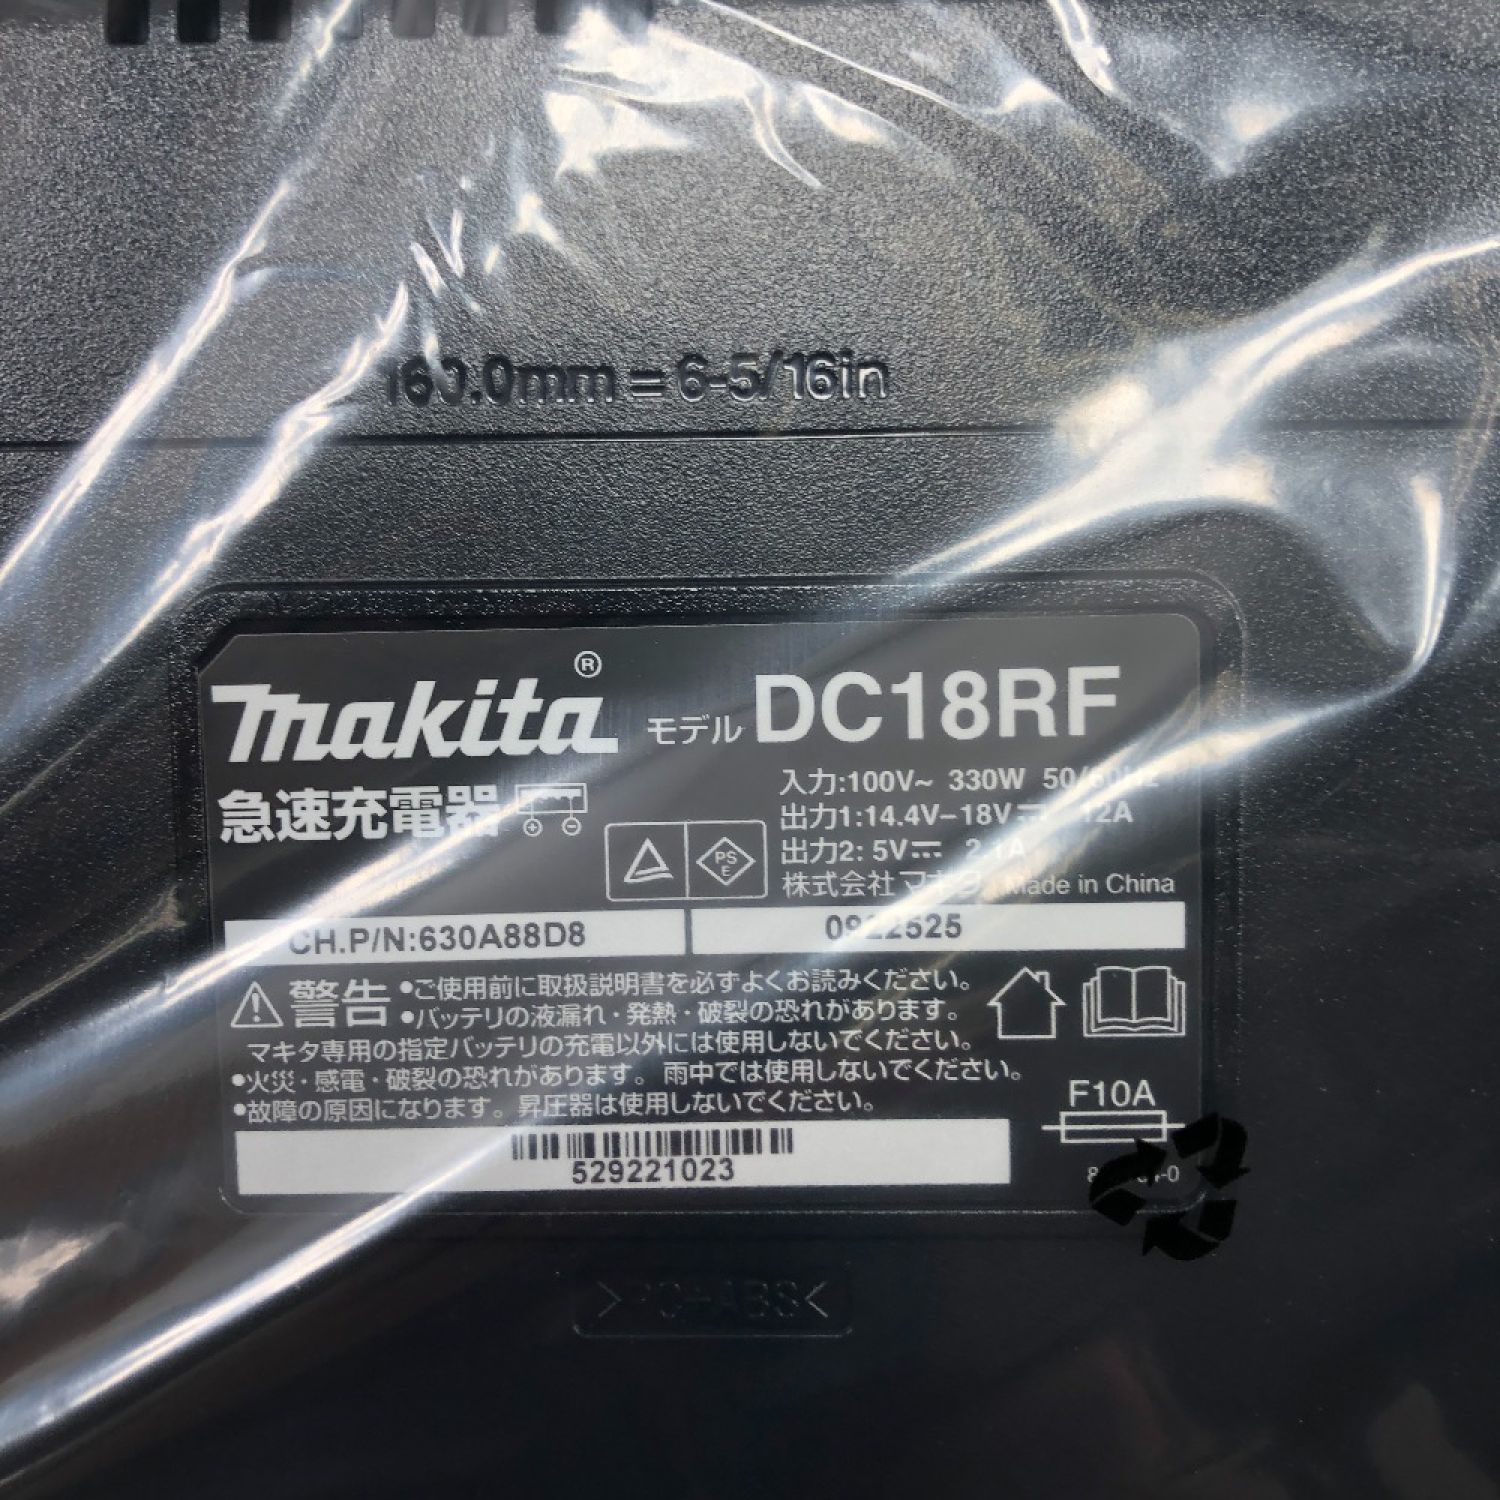 160.0mm = 6-5/16in
makita® モデル DC18RF
急速充電器
入力:100V~ 330W 50/60Hz
出力1:14.4V-18V⎓ 12A
出力2: 5V⎓ 2.1A
PS E
株式会社マキタ Made in China
CH.P/N:630A88D8
警告 •ご使用前に取扱説明書を必ずよくお読みください。
•バッテリの液漏れ・発熱・破裂の恐れがあります。
マキタ専用の指定バッテリの充電以外には使用しないでください。
•火災・感電・破裂の恐れがあります。雨中では使用しないでください。
•故障の原因になります。昇圧器は使用しないでください。
F10A
529221023
>PC+ABS<